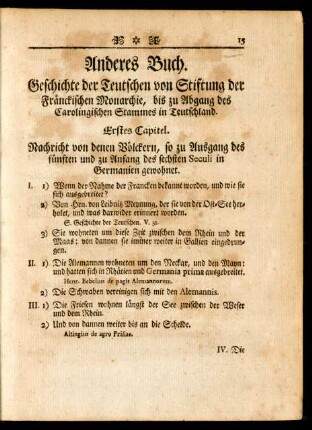 15
Anderes Buch.
Geschichte der Teutschen von Stiftung der
Fränckischen Monarchie, bis zu Abgang des
Carolingischen Stammes in Teutschland.
Erstes Capitel.
Nachricht von denen Völckern, so zu Ausgang des
fünften und zu Anfang des sechsten Seculi in
Germanien gewohnet.
I. 1) Wenn der Nahme der Francken bekannt worden, und wie sie
sich ausgebreitet?
2) Von Hrn. von Leibnitz Meynung, der sie von der Ost-See her-
holet, und was darwider erinnert worden.
S. Geschichte der Teutschen. V. 31.
3) Sie wohneten um diese Zeit zwischen dem Rhein und der
Maas; von dannen sie immer weiter in Gallien eingedrun-
gen.
II. 1) Die Alemannen wohneten um den Neckar, und den Mayn:
und hatten sich in Rhätien und Germania prima ausgebreitet.
Henr. Bebelius de pagis Alemannorum.
2) Die Schwaben vereinigen sich mit den Alemannis.
III. 1) Die Friesen wohnen längst der See zwischen der Weser
und dem Rhein.
2) Und von dannen weiter bis an die Schelde.
Altingius de agro Frisiae.
IV. Die